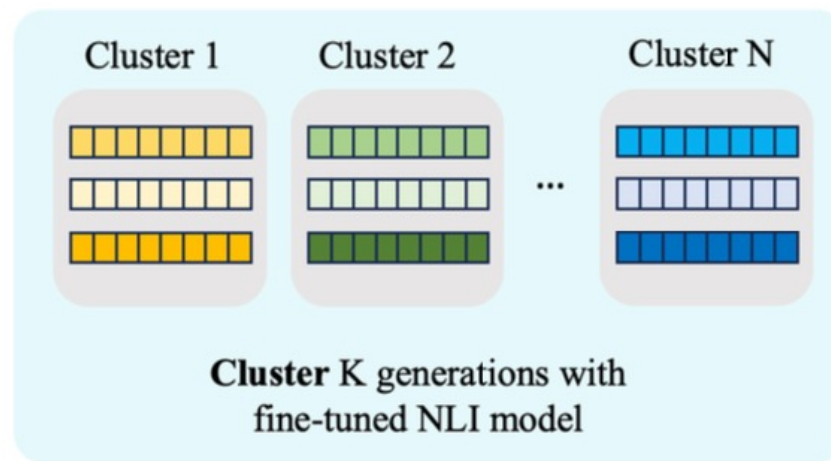 Cluster 1 Cluster 2 Cluster N
...
Cluster K generations with
fine-tuned NLI model